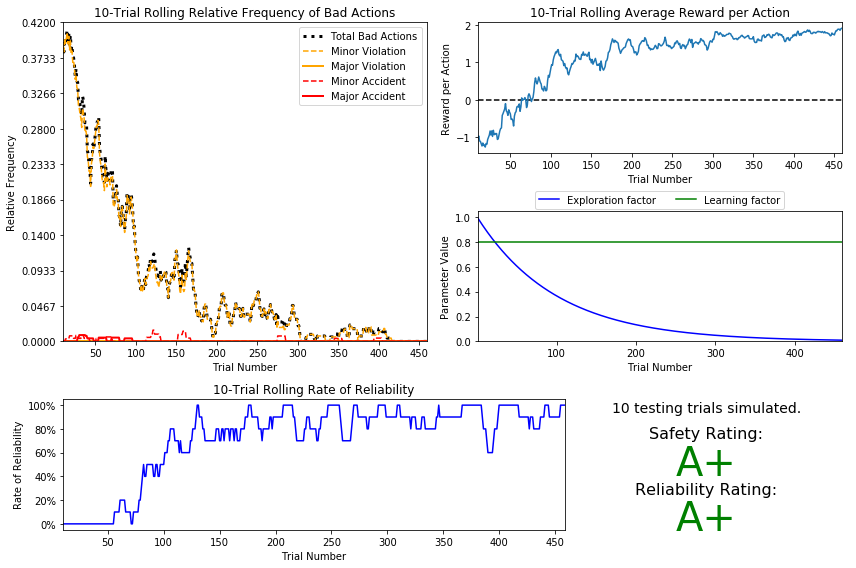 10-Trial Rolling Relative Frequency of Bad Actions
0.4200
0.3733
0.3266
0.2800
0.2333
0.1866
0.1400
0.0933
0.0467
0.0000
Relative Frequency
Total Bad Actions
Minor Violation
Major Violation
Minor Accident
Major Accident
50 100 150 200 250 300 350 400 450
Trial Number
10-Trial Rolling Average Reward per Action
2
1
0
−1
Reward per Action
50 100 150 200 250 300 350 400 450
Trial Number
Exploration factor Learning factor
1.0
0.8
0.6
0.4
0.2
0.0
Parameter Value
100 200 300 400
Trial Number
10-Trial Rolling Rate of Reliability
100%
80%
60%
40%
20%
0%
Rate of Reliability
50 100 150 200 250 300 350 400 450
Trial Number
10 testing trials simulated.
Safety Rating:
A+
Reliability Rating:
A+